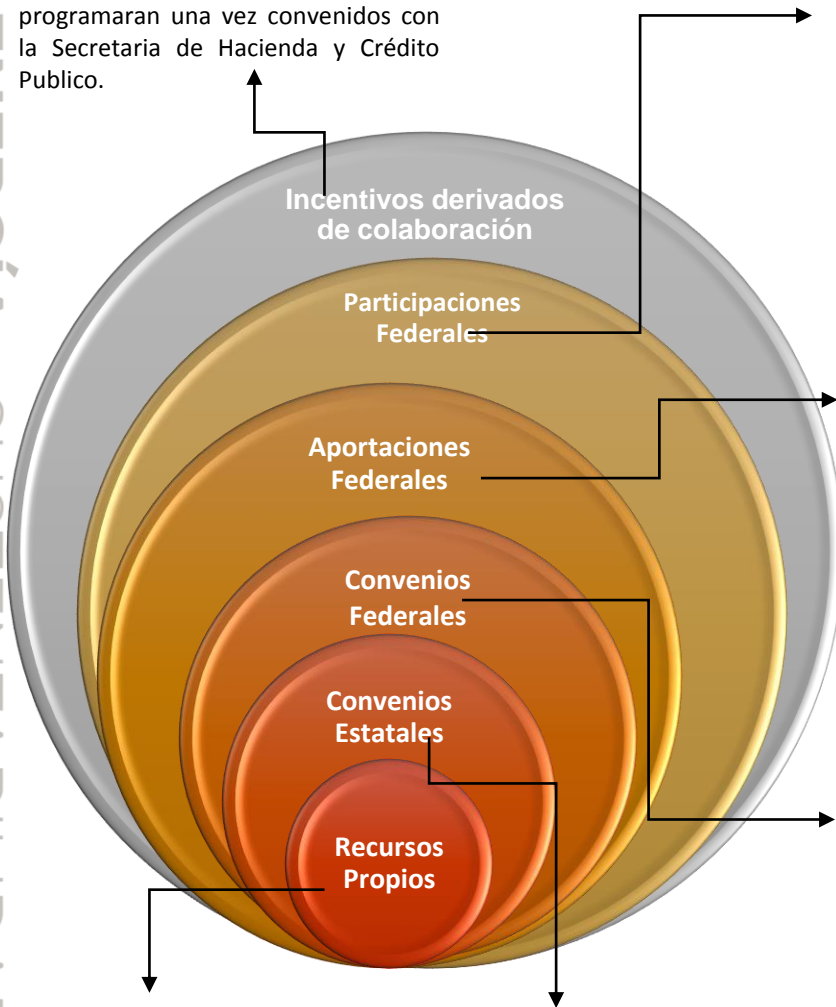 programaran una vez convenidos con
la Secretaria de Hacienda y Crédito
Publico.
Incentivos derivados
de colaboración
Participaciones
Federales
Aportaciones
Federales
Convenios
Federales
Convenios
Estatales
Recursos
Propios